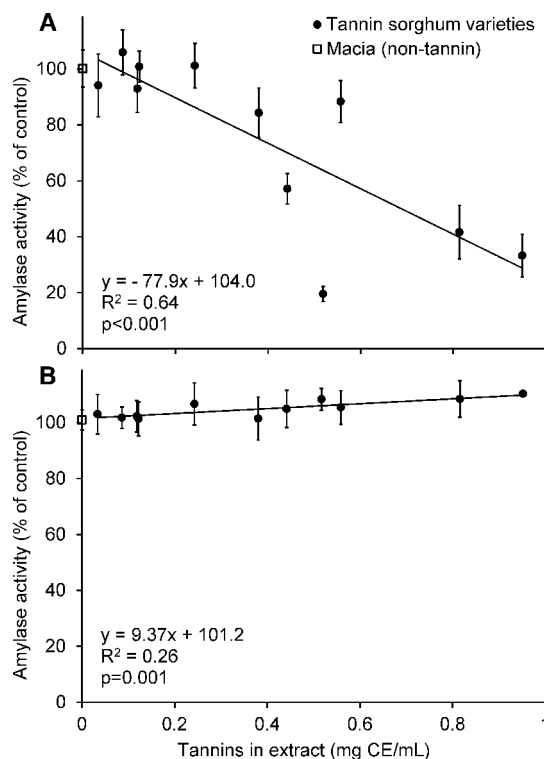 A
● Tannin sorghum varieties
□ Macia (non-tannin)
Amylase activity (% of control)
100
80
60
40
20
0
y = - 77.9x + 104.0
R² = 0.64
p<0.001
B
Amylase activity (% of control)
100
80
60
40
20
0
y = 9.37x + 101.2
R² = 0.26
p=0.001
0 0.2 0.4 0.6 0.8 1
Tannins in extract (mg CE/mL)